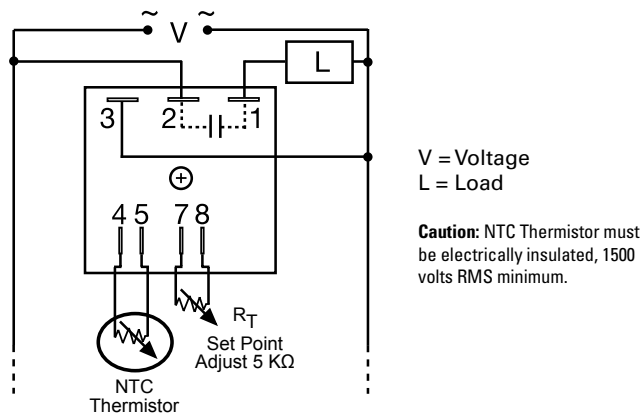 ~ V ~
L
3 2 1
4 5 7 8
R_T
Set Point
Adjust 5 KΩ
NTC
Thermistor
V = Voltage
L = Load
Caution: NTC Thermistor must
be electrically insulated, 1500
volts RMS minimum.